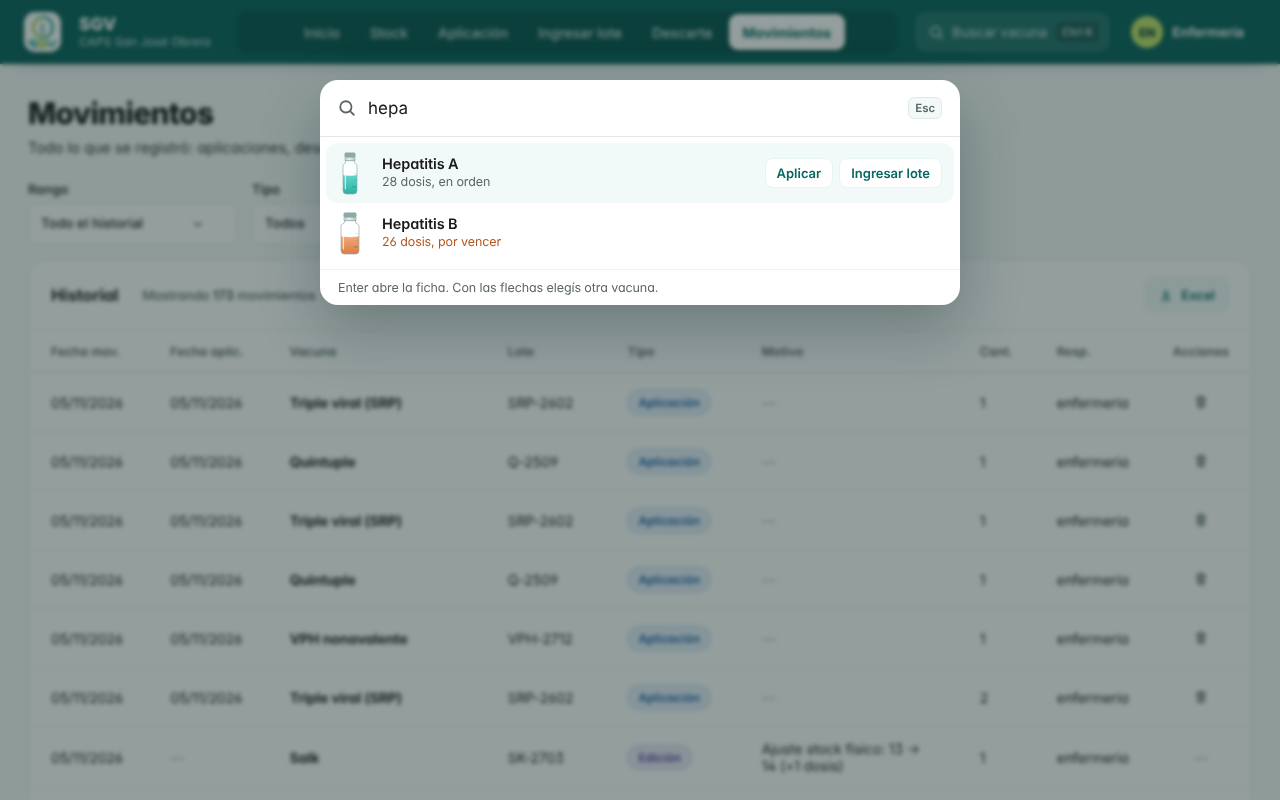 SGV
CAPS San José Obrero
Inicio
Stock
Aplicación
Ingresar lote
Descarte
Movimientos
Buscar vacuna
Ctrl K
EN
Enfermería
hepa
Esc
Hepatitis A
28 dosis, en orden
Aplicar
Ingresar lote
Hepatitis B
26 dosis, por vencer
Enter abre la ficha. Con las flechas elegís otra vacuna.
Movimientos
Todo lo que se registró: aplicaciones,
Rango
Tipo
Todo el historial
Todos
Historial
Mostrando 173 movimientos
Excel
Fecha mov. Fecha aplic. Vacuna Lote Tipo Motivo Cant. Resp. Acciones
05/11/2026 05/11/2026 Triple viral (SRP) SRP-2602 Aplicación — 1 enfermeria
05/11/2026 05/11/2026 Quíntuple Q-2509 Aplicación — 1 enfermeria
05/11/2026 05/11/2026 Triple viral (SRP) SRP-2602 Aplicación — 1 enfermeria
05/11/2026 05/11/2026 Quíntuple Q-2509 Aplicación — 1 enfermeria
05/11/2026 05/11/2026 VPH nonavalente VPH-2712 Aplicación — 1 enfermeria
05/11/2026 05/11/2026 Triple viral (SRP) SRP-2602 Aplicación — 2 enfermeria
05/11/2026 — Salk SK-2703 Edición Ajuste stock físico: 13 → 1 enfermeria —
14 (+1 dosis)